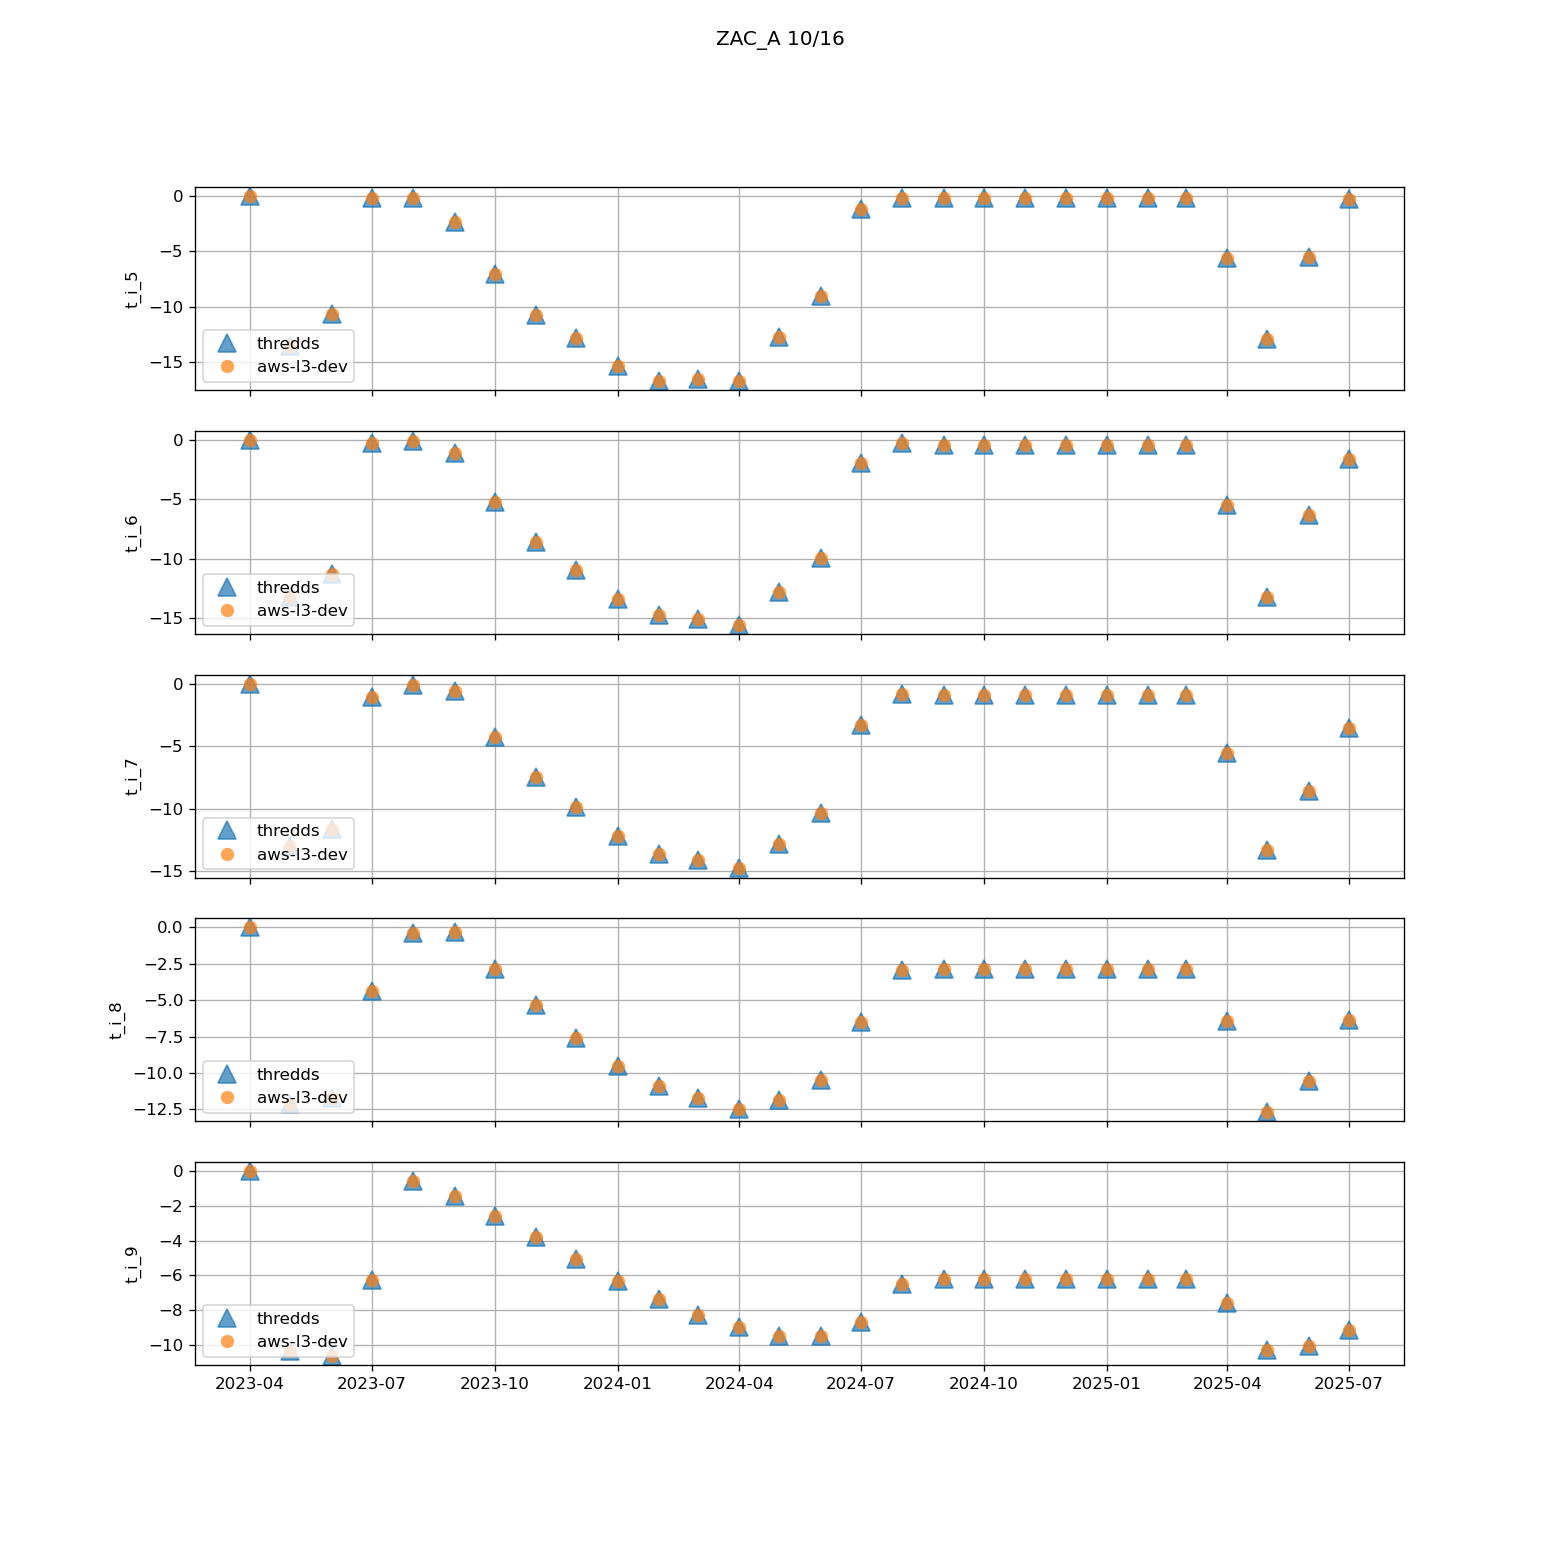 ZAC_A 10/16
0
−5
−10
−15
t_i_5
thredds
aws-l3-dev
0
−5
−10
−15
t_i_6
thredds
aws-l3-dev
0
−5
−10
−15
t_i_7
thredds
aws-l3-dev
0.0
−2.5
−5.0
−7.5
−10.0
−12.5
t_i_8
thredds
aws-l3-dev
0
−2
−4
−6
−8
−10
t_i_9
thredds
aws-l3-dev
2023-04 2023-07 2023-10 2024-01 2024-04 2024-07 2024-10 2025-01 2025-04 2025-07